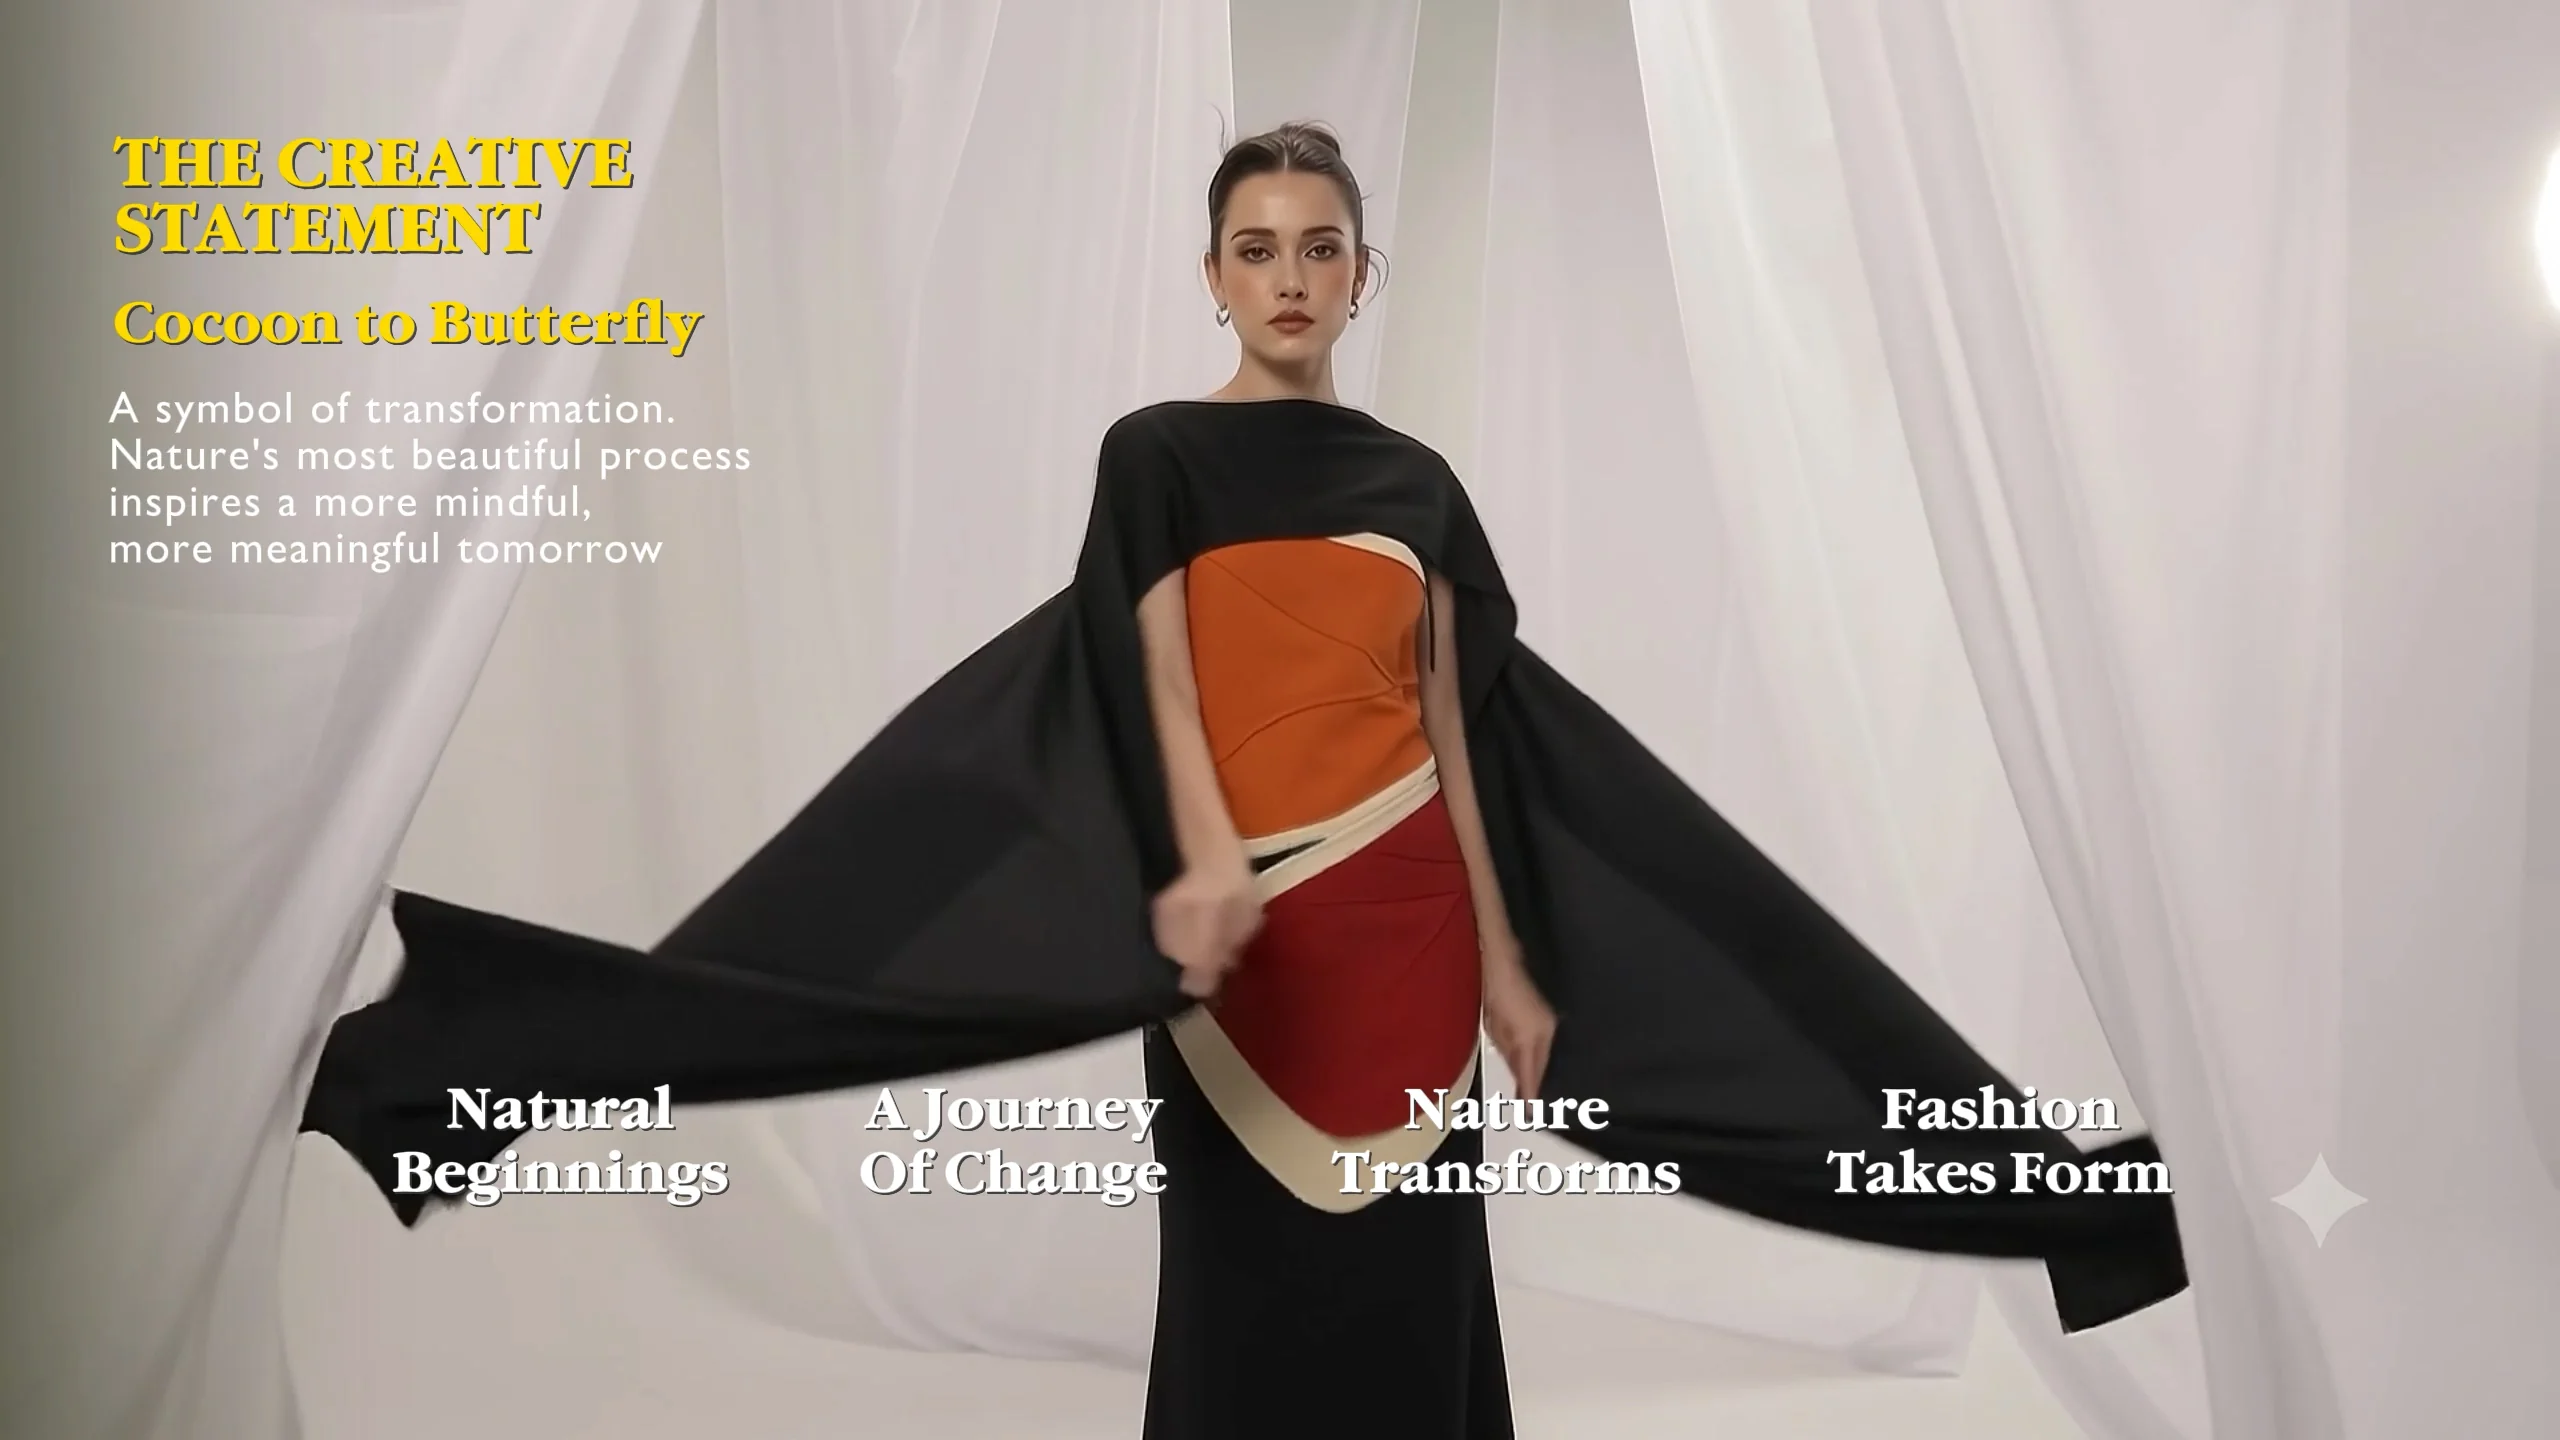 THE CREATIVE
STATEMENT
Cocoon to Butterfly
A symbol of transformation.
Nature's most beautiful process
inspires a more mindful,
more meaningful tomorrow
Natural
Beginnings
A Journey
Of Change
Nature
Transforms
Fashion
Takes Form